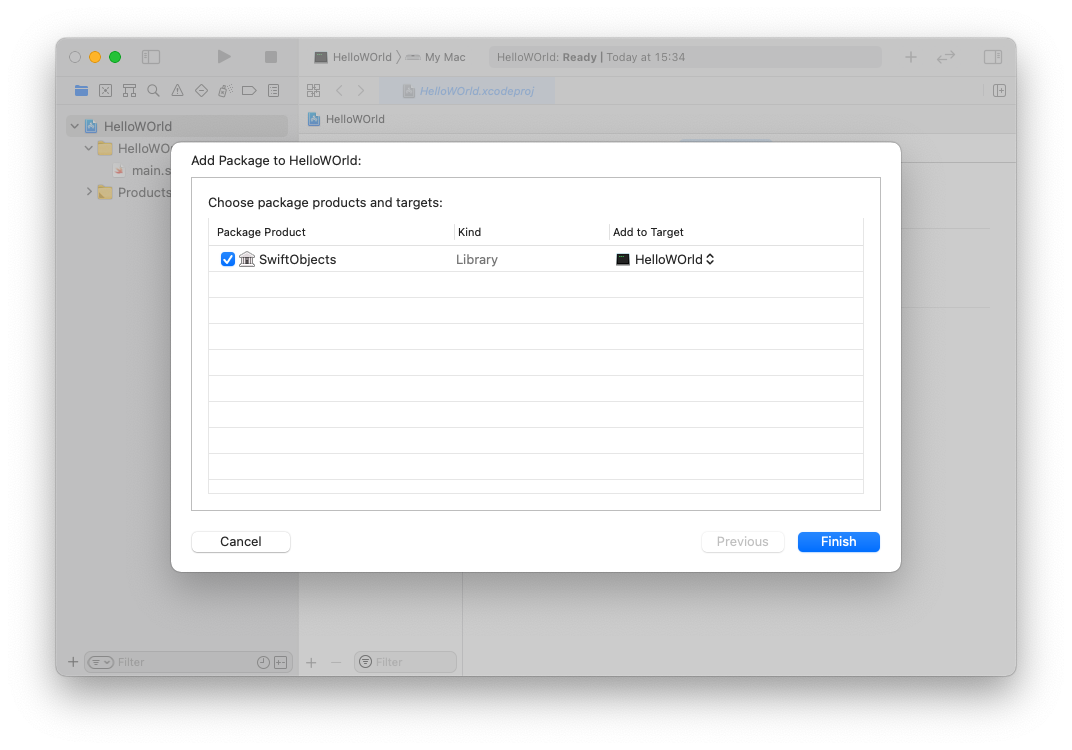 HelloWOrld 〉 My Mac
HelloWOrld: Ready | Today at 15:34
HelloWOrld.xcodeproj
HelloWOrld
HelloWOrld
HelloWO
main.s
Products
Add Package to HelloWOrld:
Choose package products and targets:
Package Product Kind Add to Target
SwiftObjects Library HelloWOrld
Cancel Previous Finish
Filter
Filter